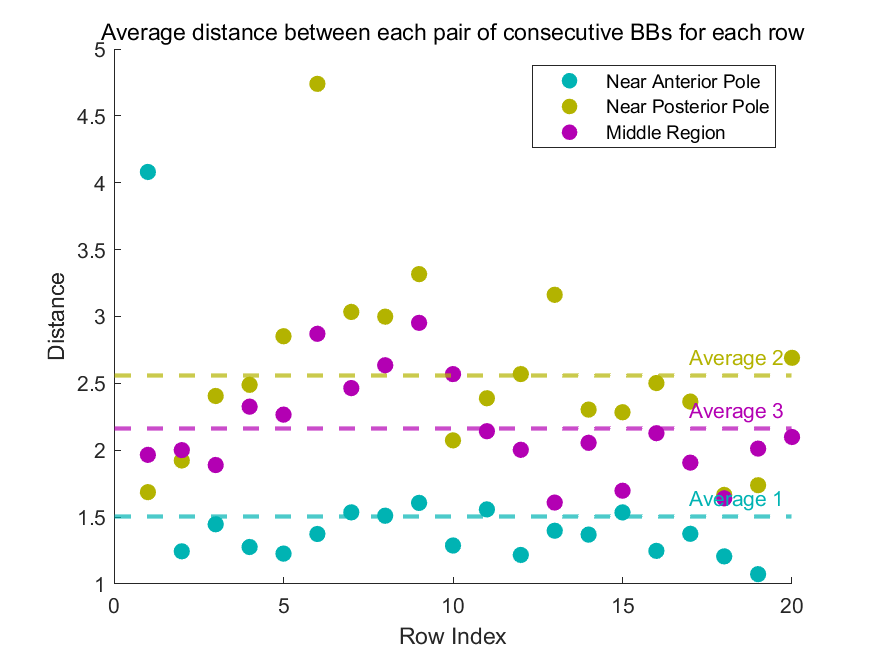 Average distance between each pair of consecutive BBs for each row
5
4.5
4
3.5
3
2.5
2
1.5
1
Distance
Near Anterior Pole
Near Posterior Pole
Middle Region
Average 2
Average 3
Average 1
0 5 10 15 20
Row Index